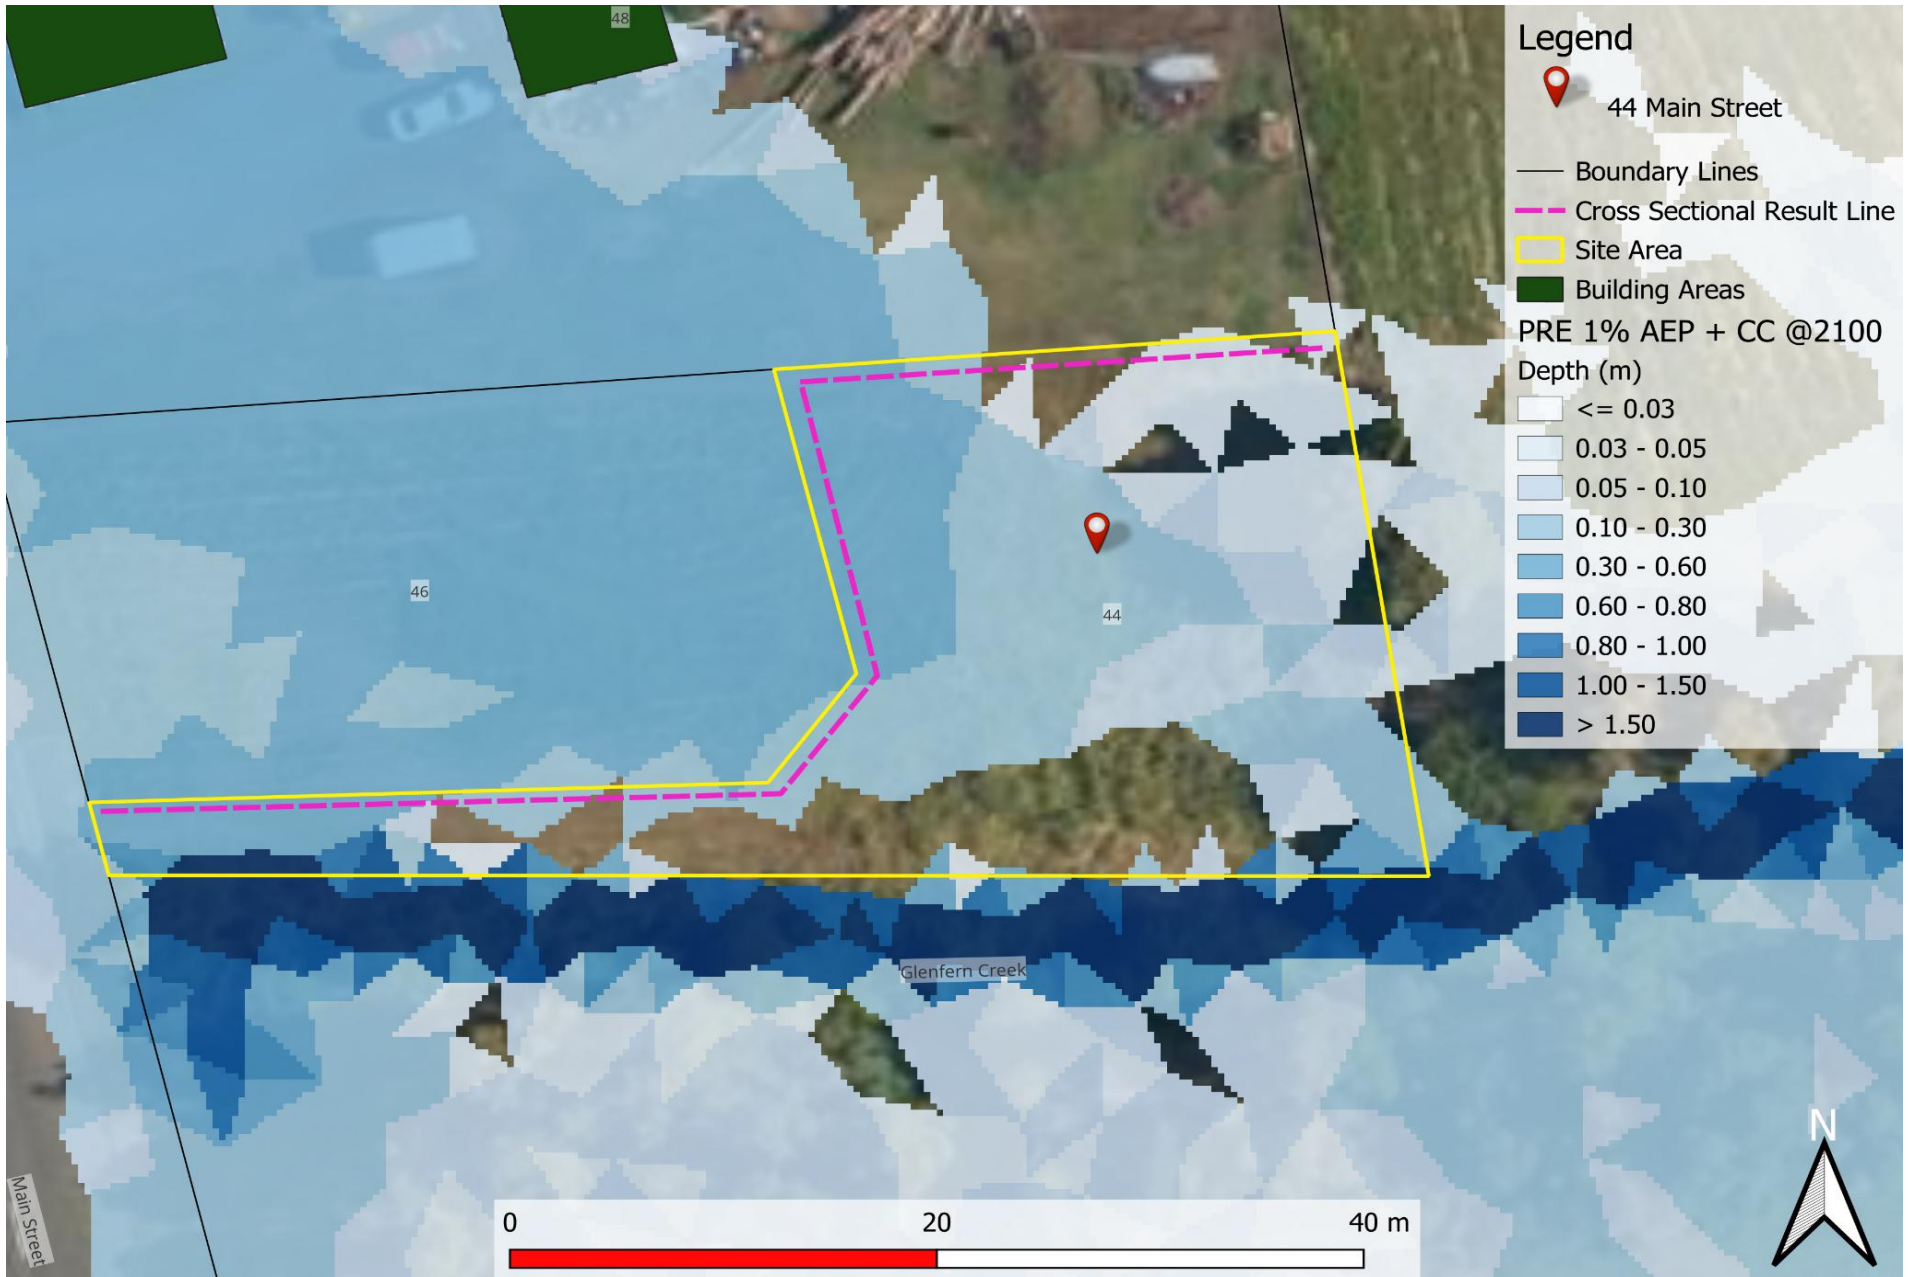 48
Legend
44 Main Street
Boundary Lines
Cross Sectional Result Line
Site Area
Building Areas
PRE 1% AEP + CC @2100
Depth (m)
<= 0.03
0.03 - 0.05
0.05 - 0.10
0.10 - 0.30
0.30 - 0.60
0.60 - 0.80
0.80 - 1.00
1.00 - 1.50
> 1.50
46
44
Glenfern Creek
Main Street
0 20 40 m
N